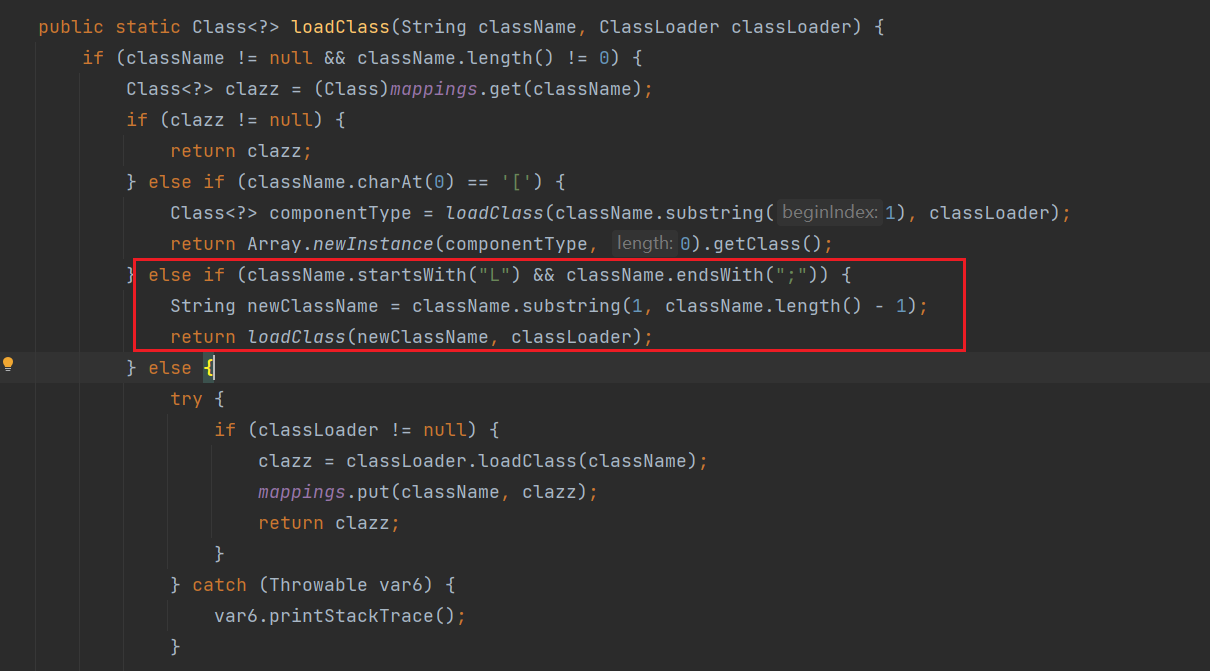 public static Class<?> loadClass(String className, ClassLoader classLoader) {
if (className != null && className.length() != 0) {
Class<?> clazz = (Class)mappings.get(className);
if (clazz != null) {
return clazz;
} else if (className.charAt(0) == '[') {
Class<?> componentType = loadClass(className.substring( beginIndex: 1), classLoader);
return Array.newInstance(componentType, length: 0).getClass();
} else if (className.startsWith("L") && className.endsWith(";")) {
String newClassName = className.substring(1, className.length() - 1);
return loadClass(newClassName, classLoader);
} else {
try {
if (classLoader != null) {
clazz = classLoader.loadClass(className);
mappings.put(className, clazz);
return clazz;
}
} catch (Throwable var6) {
var6.printStackTrace();
}